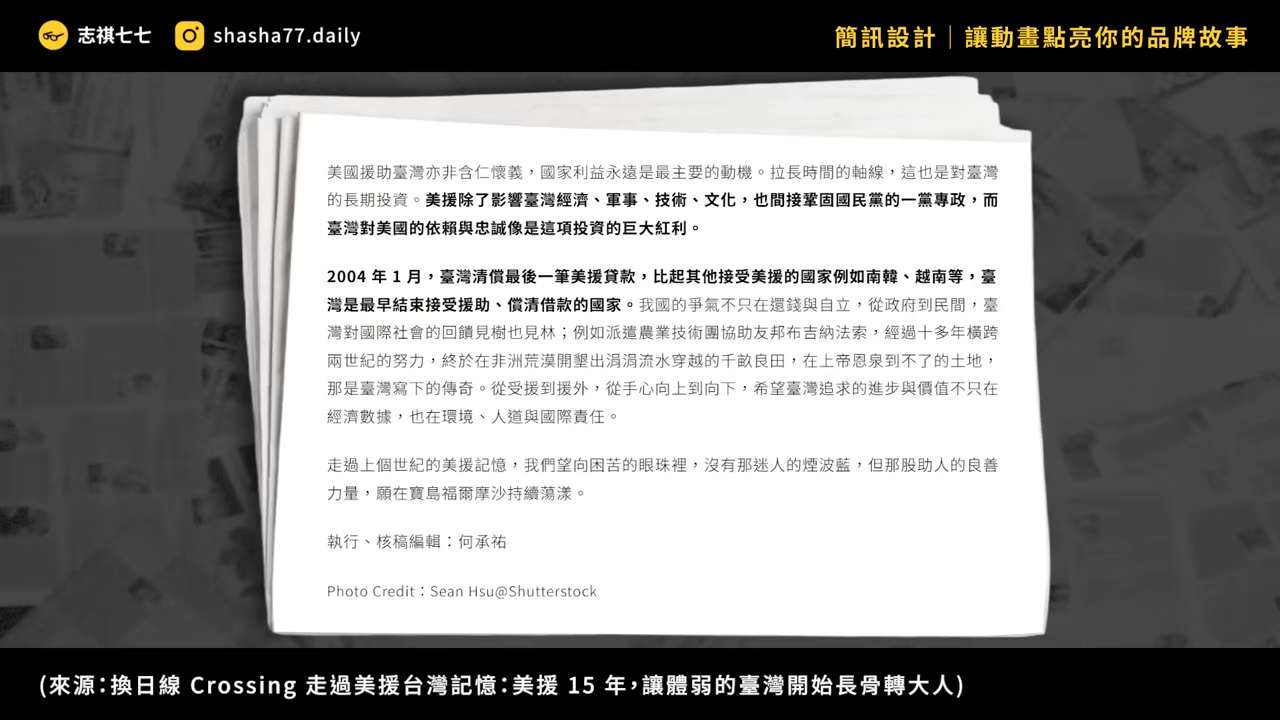 志祺七七 shasha77.daily
簡訊設計｜讓動畫點亮你的品牌故事
美國援助臺灣亦非含仁懷義，國家利益永遠是最主要的動機。拉長時間的軸線，這也是對臺灣
的長期投資。美援除了影響臺灣經濟、軍事、技術、文化，也間接鞏固國民黨的一黨專政，而
臺灣對美國的依賴與忠誠像是這項投資的巨大紅利。
2004 年 1 月，臺灣清償最後一筆美援貸款，比起其他接受美援的國家例如南韓、越南等，臺
灣是最早結束接受援助、償清借款的國家。我國的爭氣不只在還錢與自立，從政府到民間，臺
灣對國際社會的回饋見樹也見林；例如派遣農業技術團協助友邦布吉納法索，經過十多年橫跨
兩世紀的努力，終於在非洲荒漠開墾出涓涓流水穿越的千畝良田，在上帝恩泉到不了的土地，
那是臺灣寫下的傳奇。從受援到援外，從手心向上到向下，希望臺灣追求的進步與價值不只在
經濟數據，也在環境、人道與國際責任。
走過上個世紀的美援記憶，我們望向困苦的眼珠裡，沒有那迷人的煙波藍，但那股助人的良善
力量，願在寶島福爾摩沙持續蕩漾。
執行、核稿編輯：何承祐
Photo Credit：Sean Hsu@Shutterstock
(來源：換日線 Crossing 走過美援台灣記憶：美援 15 年，讓體弱的臺灣開始長骨轉大人)